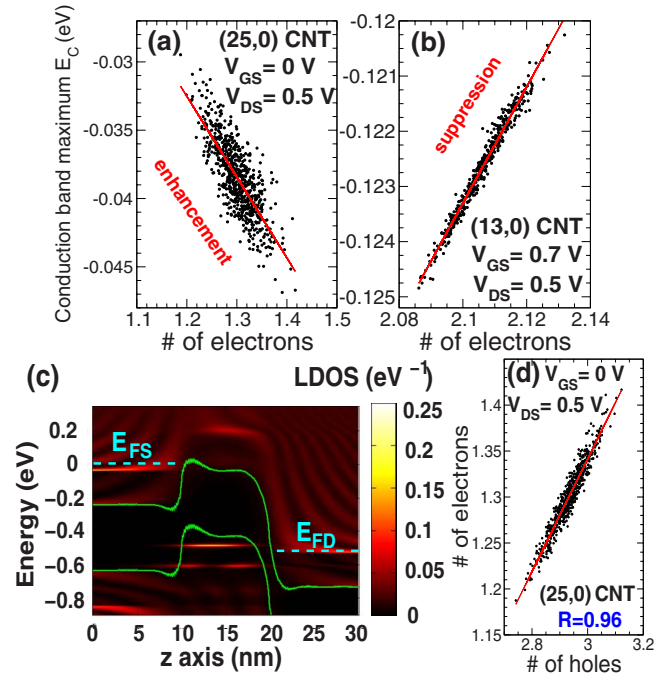 (a)
(25,0) CNT
V_GS= 0 V
V_DS= 0.5 V
enhancement
Conduction band maximum E_C (eV)
-0.03
-0.035
-0.04
-0.045
1.1 1.2 1.3 1.4 1.5
# of electrons
(b)
suppression
(13,0) CNT
V_GS= 0.7 V
V_DS= 0.5 V
-0.12
-0.121
-0.122
-0.123
-0.124
-0.125
2.08 2.1 2.12 2.14
# of electrons
(c)
LDOS (eV⁻¹)
E_FS
E_FD
Energy (eV)
0.2
0
−0.2
−0.4
−0.6
−0.8
0 10 20 30
z axis (nm)
0.25
0.2
0.15
0.1
0.05
0
(d) V_GS= 0 V
V_DS= 0.5 V
# of electrons
1.4
1.35
1.3
1.25
1.2
1.15
(25,0) CNT
R=0.96
2.8 3 3.2
# of holes